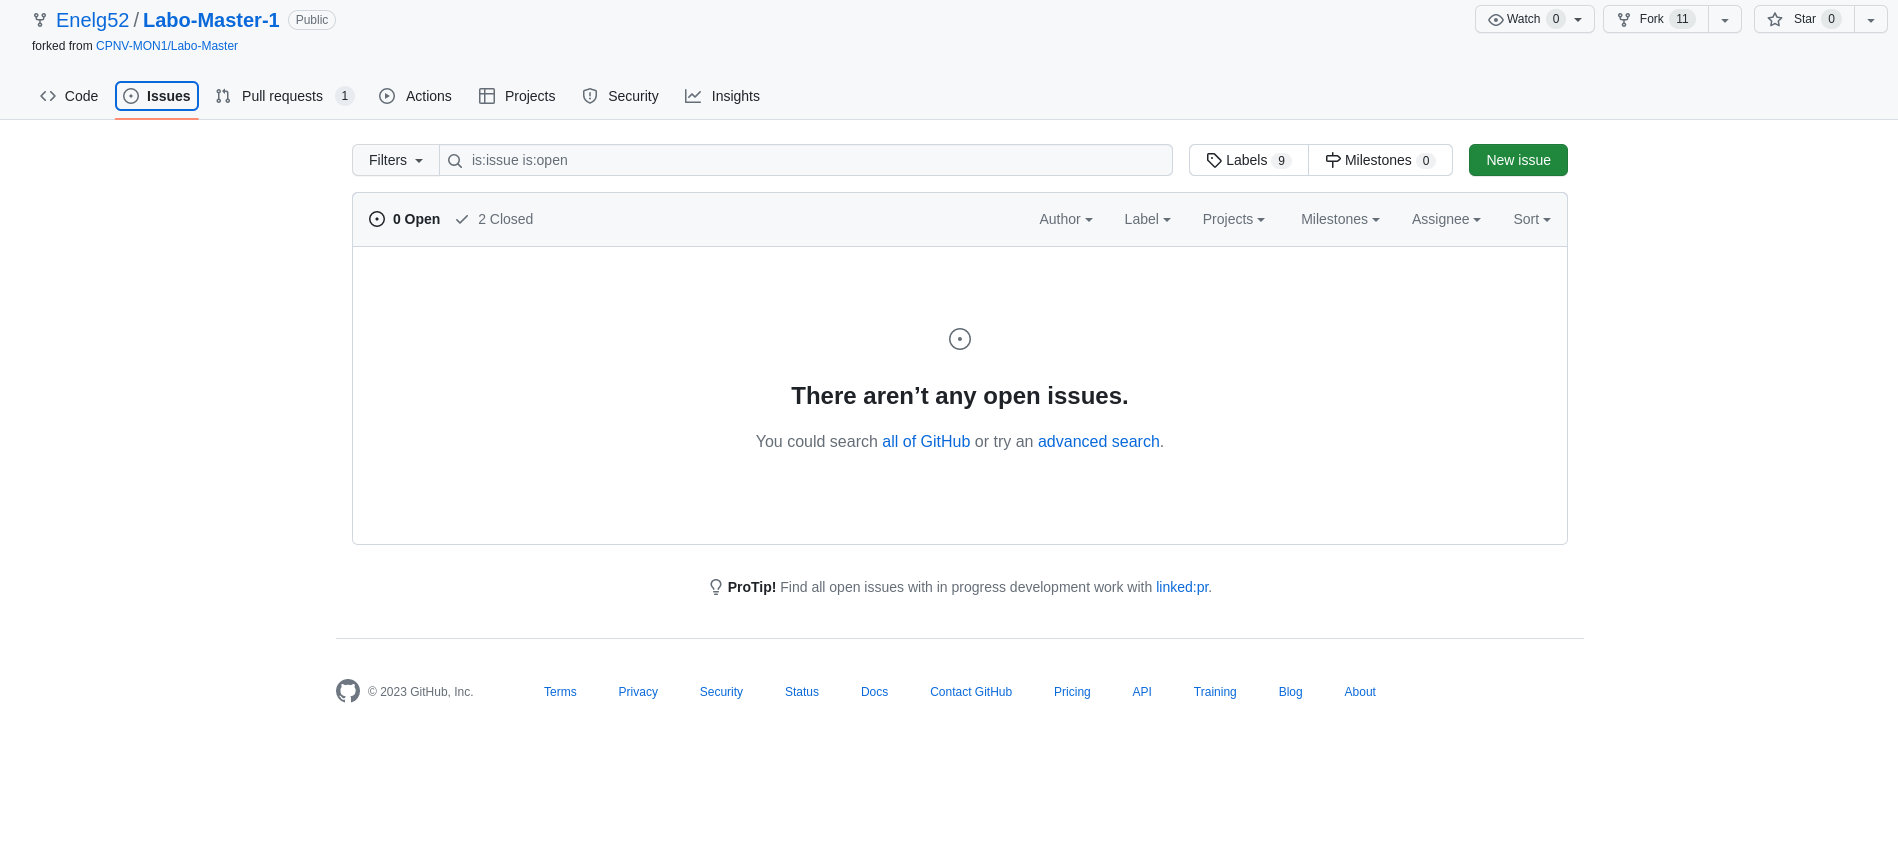 Enelg52 / Labo-Master-1 Public Watch 0 Fork 11 Star 0
forked from CPNV-MON1/Labo-Master
Code Issues Pull requests 1 Actions Projects Security Insights
Filters is:issue is:open Labels 9 Milestones 0 New issue
0 Open 2 Closed Author Label Projects Milestones Assignee Sort
There aren’t any open issues.
You could search all of GitHub or try an advanced search.
ProTip! Find all open issues with in progress development work with linked:pr.
© 2023 GitHub, Inc. Terms Privacy Security Status Docs Contact GitHub Pricing API Training Blog About